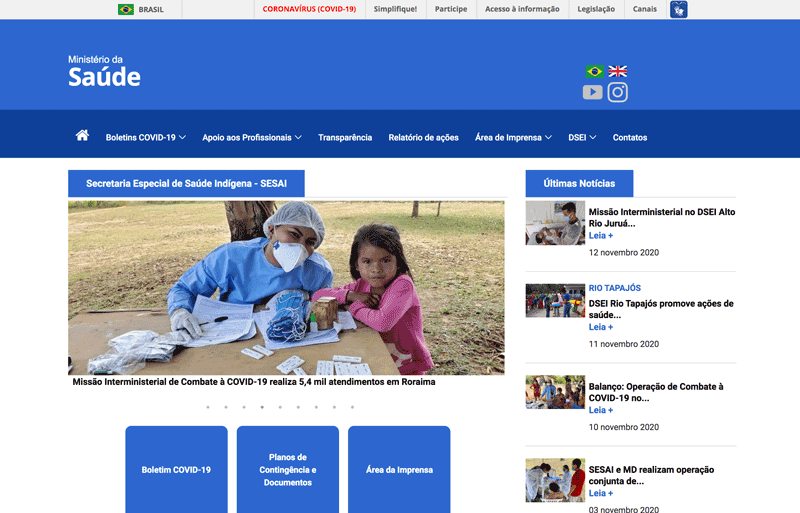 BRASIL
CORONAVÍRUS (COVID-19)
Simplifique!
Participe
Acesso à informação
Legislação
Canais
Ministério da
Saúde
Boletins COVID-19
Apoio aos Profissionais
Transparência
Relatório de ações
Área de Imprensa
DSEI
Contatos
Secretaria Especial de Saúde Indígena - SESAI
Missão Interministerial de Combate à COVID-19 realiza 5,4 mil atendimentos em Roraima
Boletim COVID-19
Planos de
Contingência e
Documentos
Área da Imprensa
Últimas Notícias
Missão Interministerial no DSEI Alto
Rio Juruá...
Leia +
12 novembro 2020
RIO TAPAJÓS
DSEI Rio Tapajós promove ações de
saúde...
Leia +
11 novembro 2020
Balanço: Operação de Combate à
COVID-19 no...
Leia +
10 novembro 2020
SESAI e MD realizam operação
conjunta de...
Leia +
03 novembro 2020